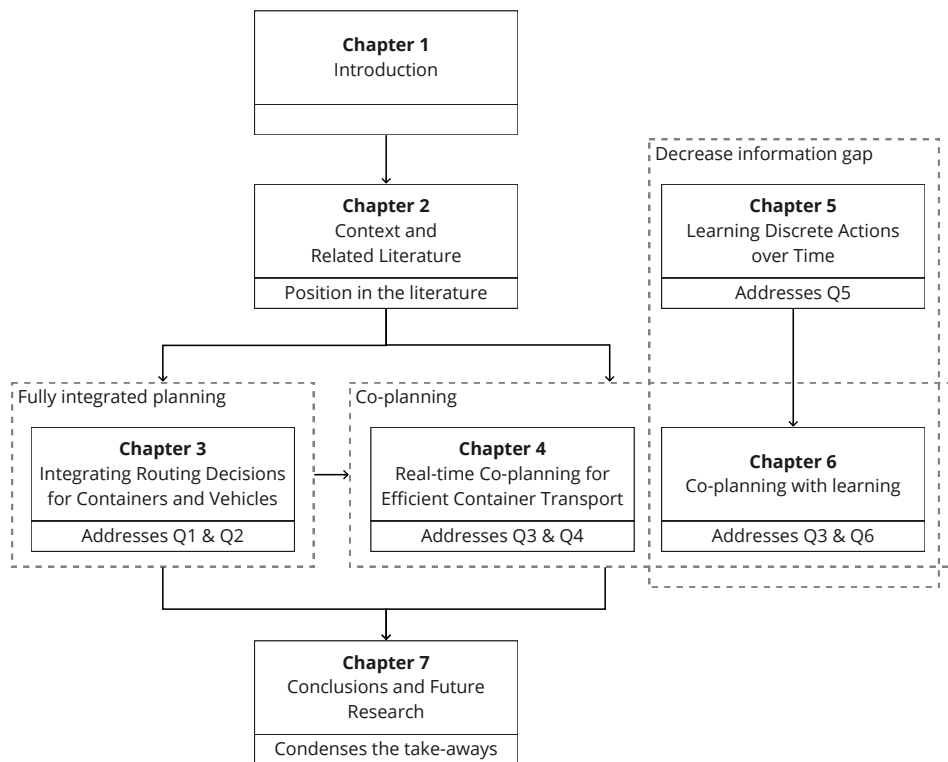 Chapter 1
Introduction
Decrease information gap
Chapter 2
Context and
Related Literature
Position in the literature
Chapter 5
Learning Discrete Actions
over Time
Addresses Q5
Fully integrated planning
Co-planning
Chapter 3
Integrating Routing Decisions
for Containers and Vehicles
Addresses Q1 & Q2
Chapter 4
Real-time Co-planning for
Efficient Container Transport
Addresses Q3 & Q4
Chapter 6
Co-planning with learning
Addresses Q3 & Q6
Chapter 7
Conclusions and Future
Research
Condenses the take-aways